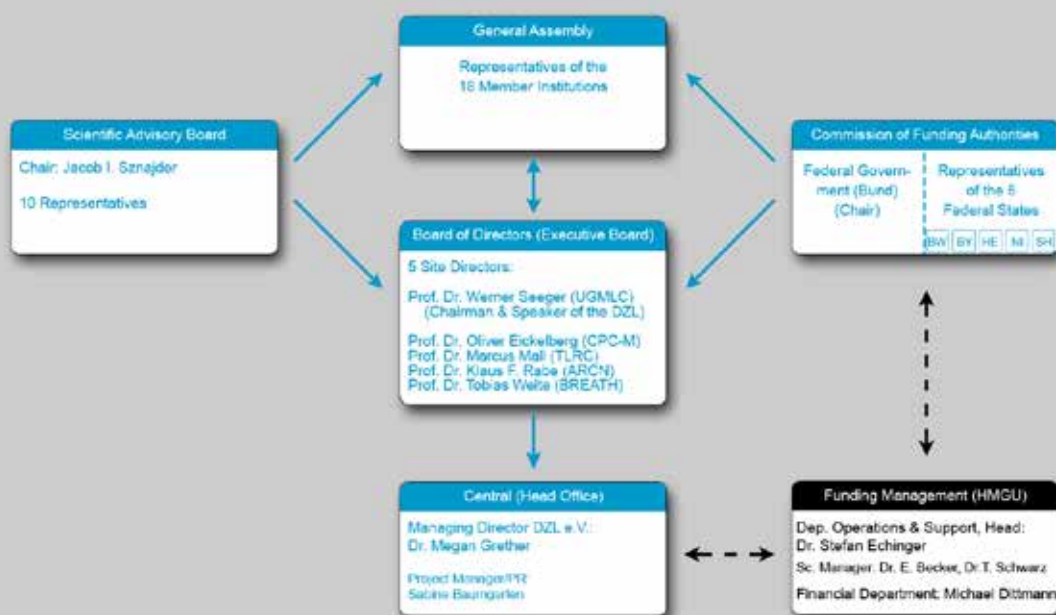 General Assembly
Representatives of the
18 Member Institutions
Scientific Advisory Board
Chair: Jacob I. Sznajder
10 Representatives
Commission of Funding Authorities
Federal Govern-
ment (Bund)
(Chair)
Representatives
of the
Federal States
BW BY HE NI SH
Board of Directors (Executive Board)
5 Site Directors:
Prof. Dr. Werner Seeger (UGMLC)
(Chairman & Speaker of the DZL)
Prof. Dr. Oliver Eickelberg (CPC-M)
Prof. Dr. Marcus Mall (TLRC)
Prof. Dr. Klaus F. Rabe (ARCN)
Prof. Dr. Tobias Welte (BREATH)
Central (Head Office)
Managing Director DZL e.V.:
Dr. Megan Grether
Project Manager/PR
Sabine Baumgarten
Funding Management (HMGU)
Dep. Operations & Support, Head:
Dr. Stefan Echinger
Sc. Manager: Dr. E. Becker, Dr.T. Schwarz
Financial Department: Michael Dittmann